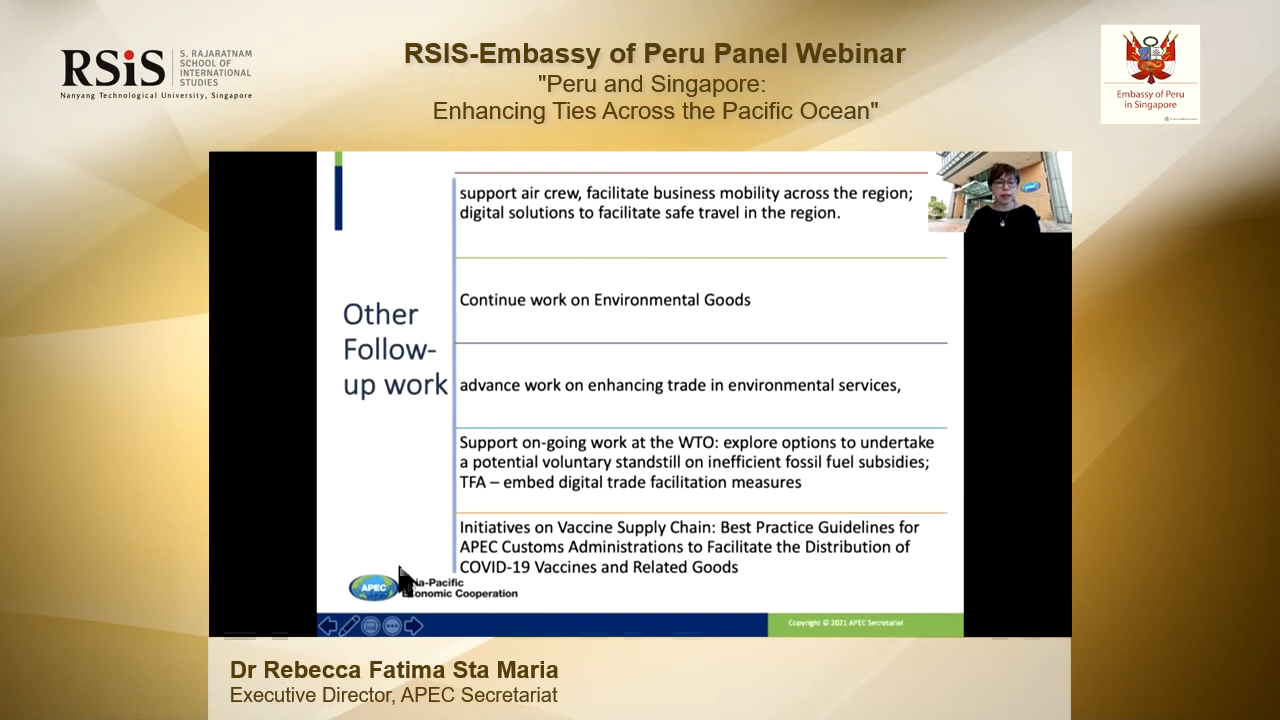 RSIS
S. RAJARATNAM
SCHOOL OF
INTERNATIONAL
STUDIES
Nanyang Technological University, Singapore
RSIS-Embassy of Peru Panel Webinar
"Peru and Singapore:
Enhancing Ties Across the Pacific Ocean"
Embassy of Peru
in Singapore
support air crew, facilitate business mobility across the region;
digital solutions to facilitate safe travel in the region.
Continue work on Environmental Goods
Other
Follow-
up work
advance work on enhancing trade in environmental services,
Support on-going work at the WTO: explore options to undertake
a potential voluntary standstill on inefficient fossil fuel subsidies;
TFA – embed digital trade facilitation measures
Initiatives on Vaccine Supply Chain: Best Practice Guidelines for
APEC Customs Administrations to Facilitate the Distribution of
COVID-19 Vaccines and Related Goods
APEC
ia-Pacific
Economic Cooperation
Copyright © 2021 APEC Secretariat
Dr Rebecca Fatima Sta Maria
Executive Director, APEC Secretariat